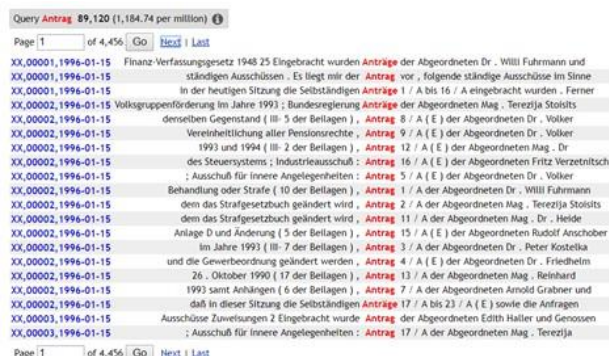 Query Antrag 89,120 (1,184.74 per million)
Page 1 of 4,456 Go Next | Last
XX,00001,1996-01-15 Finanz-Verfassungsgesetz 1948 25 Eingebracht wurden Anträge der Abgeordneten Dr . Willi Fuhrmann und
XX,00001,1996-01-15 ständigen Ausschüssen . Es liegt mir der Antrag vor , folgende ständige Ausschüsse im Sinne
XX,00001,1996-01-15 In der heutigen Sitzung die Selbständigen Anträge 1 / A bis 16 / A eingebracht wurden . Ferner
XX,00002,1996-01-15 Volksgruppenförderung im Jahre 1993 ; Bundesregierung Anträge der Abgeordneten Mag . Terezija Stoisits
XX,00002,1996-01-15 denselben Gegenstand ( III- 5 der Beilagen ) , Antrag 8 / A ( E ) der Abgeordneten Dr . Volker
XX,00002,1996-01-15 Vereinheitlichung aller Pensionsrechte , Antrag 9 / A ( E ) der Abgeordneten Dr . Volker
XX,00002,1996-01-15 1993 und 1994 ( III- 2 der Beilagen ) , Antrag 12 / A ( E ) der Abgeordneten Mag . Dr
XX,00002,1996-01-15 des Steuersystems ; Industrieausschuß : Antrag 16 / A ( E ) der Abgeordneten Fritz Verzetnitsch
XX,00002,1996-01-15 ; Ausschuß für innere Angelegenheiten : Antrag 5 / A ( E ) der Abgeordneten Dr . Volker
XX,00002,1996-01-15 Behandlung oder Strafe ( 10 der Beilagen ) , Antrag 1 / A der Abgeordneten Dr . Willi Fuhrmann
XX,00002,1996-01-15 dem das Strafgesetzbuch geändert wird , Antrag 2 / A der Abgeordneten Mag . Terezija Stoisits
XX,00002,1996-01-15 dem das Strafgesetzbuch geändert wird , Antrag 11 / A der Abgeordneten Mag . Dr . Heide
XX,00002,1996-01-15 Anlage D und Änderung ( 5 der Beilagen ) , Antrag 15 / A ( E ) der Abgeordneten Rudolf Anschober
XX,00002,1996-01-15 im Jahre 1993 ( III- 7 der Beilagen ) , Antrag 3 / A der Abgeordneten Dr . Peter Kostelka
XX,00002,1996-01-15 und die Gewerbeordnung geändert werden , Antrag 4 / A ( E ) der Abgeordneten Dr . Friedhelm
XX,00002,1996-01-15 26 . Oktober 1990 ( 17 der Beilagen ) , Antrag 13 / A der Abgeordneten Mag . Reinhard
XX,00002,1996-01-15 1993 samt Anhängen ( 6 der Beilagen ) , Antrag 7 / A der Abgeordneten Arnold Grabner und
XX,00002,1996-01-15 daß in dieser Sitzung die Selbständigen Anträge 17 / A bis 23 / A ( E ) sowie die Anfragen
XX,00003,1996-01-15 Ausschüsse Zuweisungen 2 Eingebracht wurde Antrag der Abgeordneten Edith Haller und Genossen
XX,00003,1996-01-15 ; Ausschuß für innere Angelegenheiten : Antrag 17 / A der Abgeordneten Mag . Terezija
Page 1 of 4,456 Go Next | Last